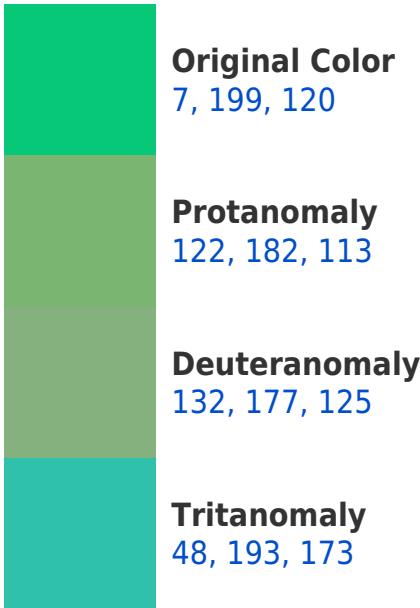 Original Color
7, 199, 120
Protanomaly
122, 182, 113
Deuteranomaly
132, 177, 125
Tritanomaly
48, 193, 173